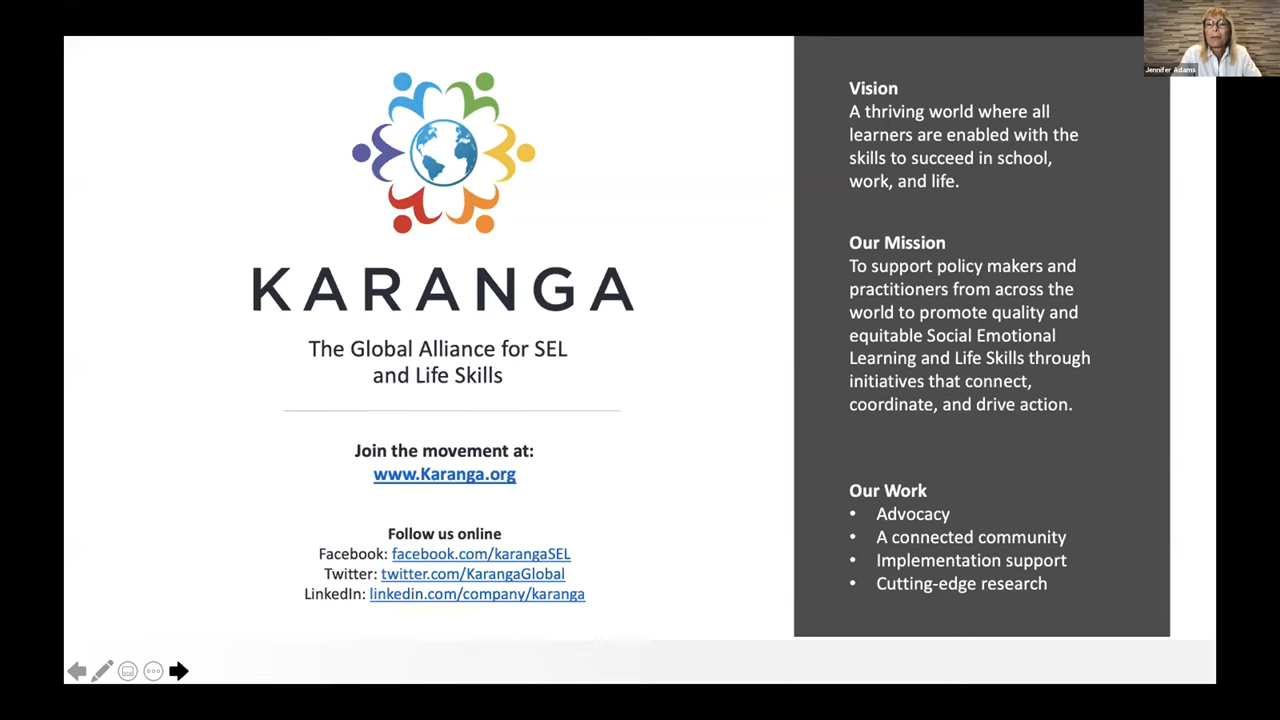 KARANGA
The Global Alliance for SEL
and Life Skills
Join the movement at:
www.Karanga.org
Follow us online
Facebook: facebook.com/karangaSEL
Twitter: twitter.com/KarangaGlobal
LinkedIn: linkedin.com/company/karanga
Vision
A thriving world where all
learners are enabled with the
skills to succeed in school,
work, and life.
Our Mission
To support policy makers and
practitioners from across the
world to promote quality and
equitable Social Emotional
Learning and Life Skills through
initiatives that connect,
coordinate, and drive action.
Our Work
• Advocacy
• A connected community
• Implementation support
• Cutting-edge research
Jennifer Adams